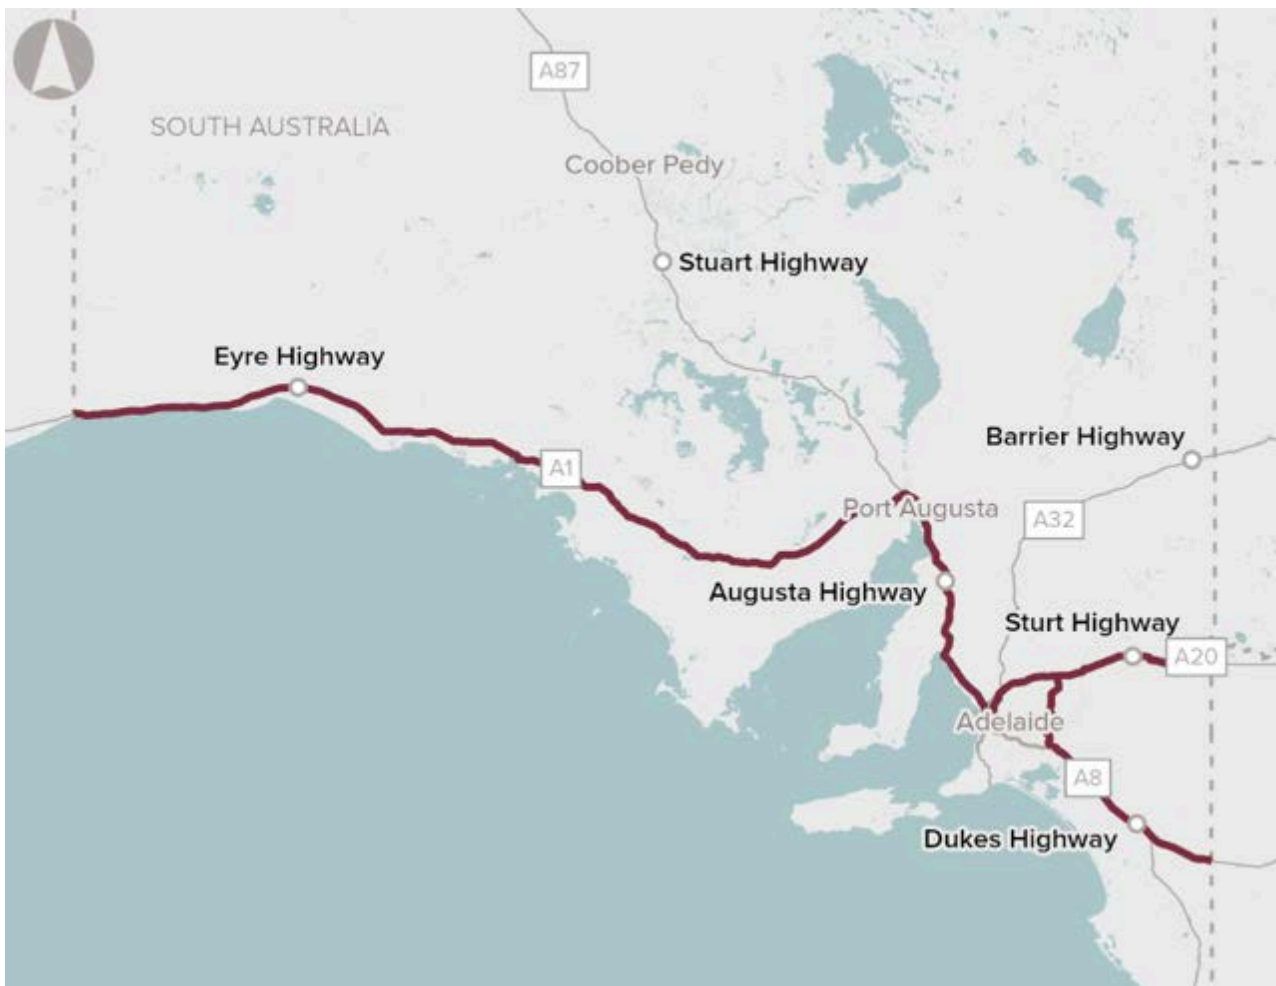 A87
SOUTH AUSTRALIA
Coober Pedy
Stuart Highway
Eyre Highway
Barrier Highway
A1
Port Augusta
A32
Augusta Highway
Sturt Highway
A20
Adelaide
A8
Dukes Highway